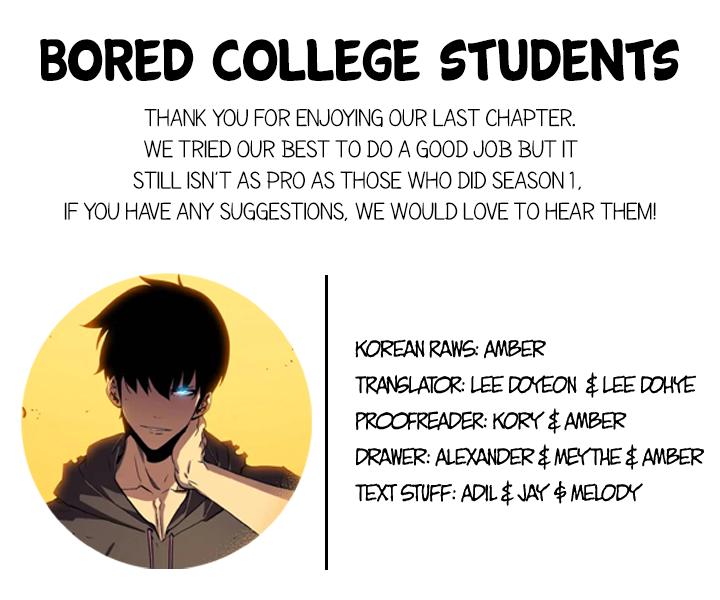 BORED COLLEGE STUDENTS
THANK YOU FOR ENJOYING OUR LAST CHAPTER.
WE TRIED OUR BEST TO DO A GOOD JOB BUT IT
STILL ISN'T AS PRO AS THOSE WHO DID SEASON 1,
IF YOU HAVE ANY SUGGESTIONS, WE WOULD LOVE TO HEAR THEM!
KOREAN RAWS: AMBER
TRANSLATOR: LEE DOYEON & LEE DOHYE
PROOFREADER: KORY & AMBER
DRAWER: ALEXANDER & MEYTHE & AMBER
TEXT STUFF: ADIL & JAY & MELODY